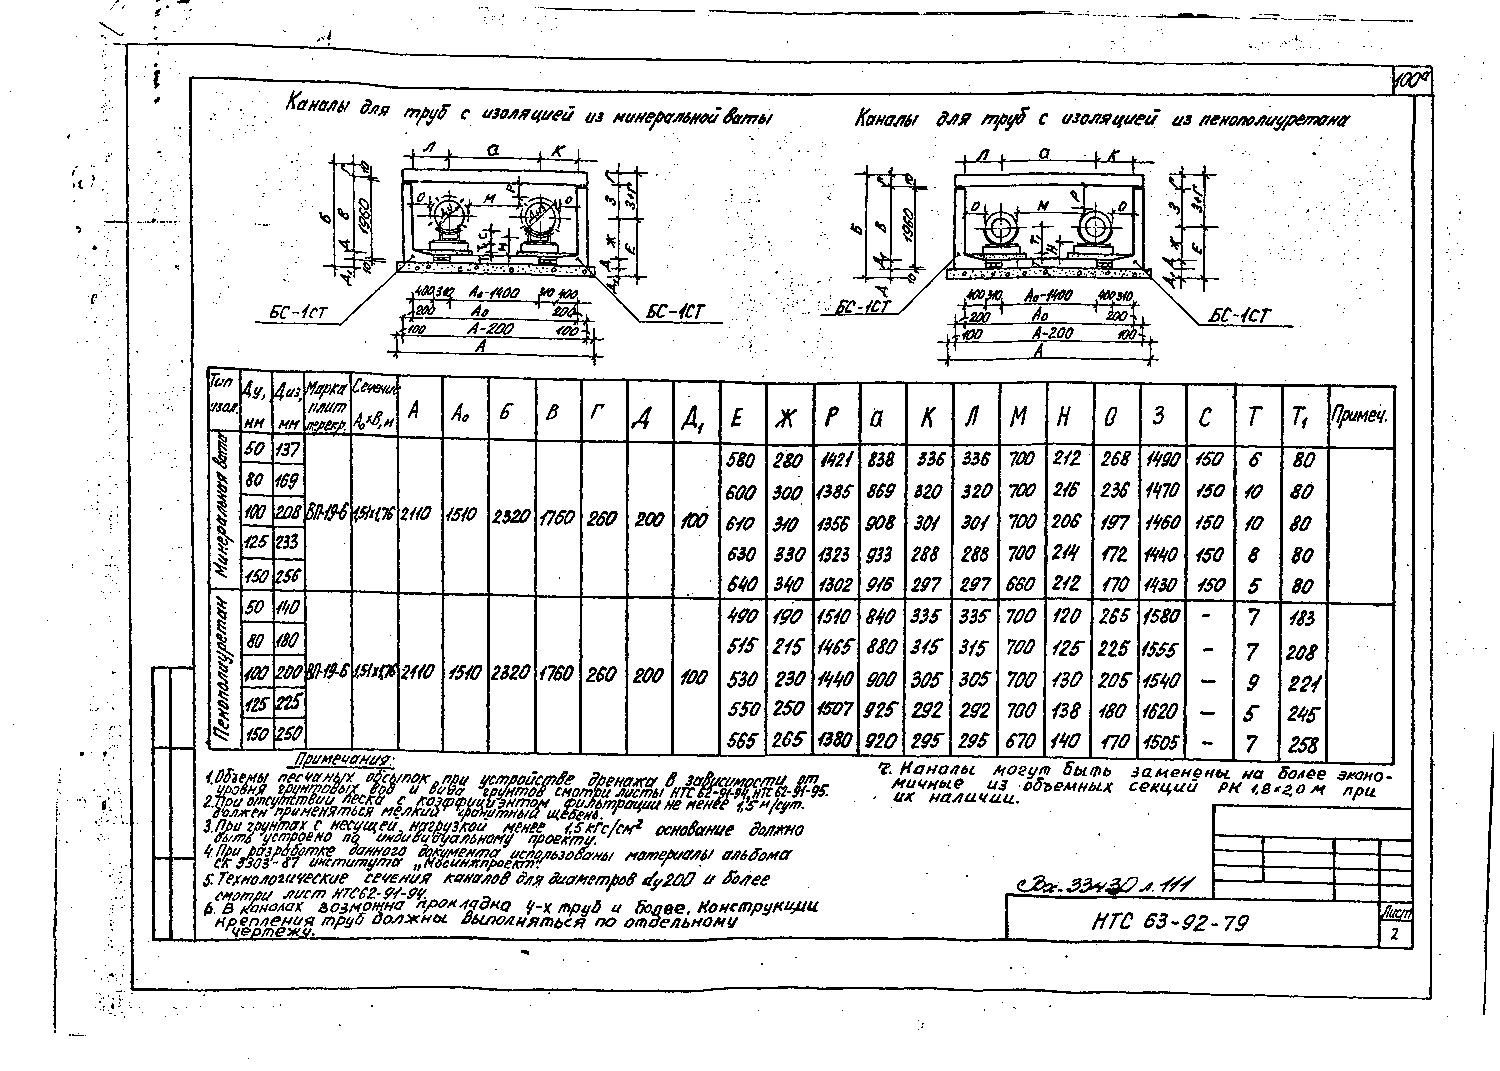 100а
Каналы для труб с изоляцией из минеральной ваты
Каналы для труб с изоляцией из пенополиуретана
Л а К
Л а К
О М О
О М О
Б В 1960
Б В 1960
400 310 А₀-1400 310 400
400 310 А₀-1400 400 310
200 А₀ 200
200 А₀ 200
БС-1СТ
БС-1СТ
БС-1СТ
БС-1СТ
100 А-200 100
100 А-200 100
А
А
Тип изол. Ду, мм Диз, мм Марка плит перекр. Сечение А₀×В, м А А₀ Б В Г Д Д₁ Е Ж Р а К Л М Н О З С Т Т₁ Примеч.
Минеральная вата ВП-19-6 1,51х1,76 2110 1510 2320 1760 260 200 100
50 137 580 280 1421 838 336 336 700 212 268 1490 150 6 80
80 169 600 300 1385 869 320 320 700 216 236 1470 150 10 80
100 208 610 310 1356 908 301 301 700 206 197 1460 150 10 80
125 233 630 330 1323 933 288 288 700 214 172 1440 150 8 80
150 256 640 340 1302 916 297 297 660 212 170 1430 150 5 80
Пенополиуретан ВП-19-6 1,51х1,76 2110 1510 2320 1760 260 200 100
50 140 490 190 1510 840 335 335 700 120 265 1580 - 7 183
80 180 515 215 1465 880 315 315 700 125 225 1555 - 7 208
100 200 530 230 1440 900 305 305 700 130 205 1540 - 9 221
125 225 550 250 1507 925 292 292 700 138 180 1620 - 5 245
150 250 565 265 1380 920 295 295 670 140 170 1505 - 7 258
Примечания:
1. Объемы песчаных обсыпок при устройстве дренажа в зависимости от
уровня грунтовых вод и вида грунтов смотри листы НТС 62-91-94, НТС 62-91-95.
2. При отсутствии песка с коэффициэнтом фильтрации не менее 1,5 м/сут.
должен применяться мелкий гранитный щебень.
3. При грунтах с несущей нагрузкой менее 1,5 кгс/см² основание должно
быть устроено по индивидуальному проекту.
4. При разработке данного документа использованы материалы альбома
СК 3303-87 института „Мосинжпроект"
5. Технологические сечения каналов для диаметров dу200 и более
смотри лист НТС62-91-94.
6. В каналах возможна прокладка 4-х труб и более. Конструкции
крепления труб должны выполняться по отдельному
чертежу.
7. Каналы могут быть заменены на более эконо-
мичные из объемных секций РК 1,8×2,0 м при
их наличии.
33430 л. 111
НТС 63-92-79
Лист
2